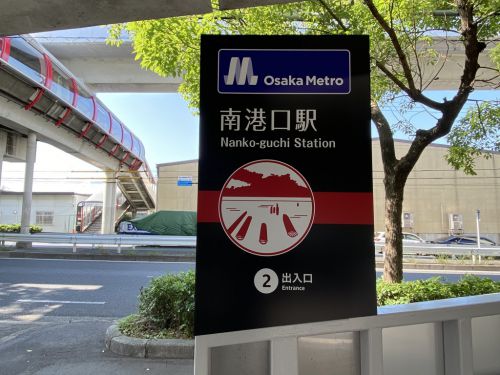 Osaka Metro
南港口駅
Nanko-guchi Station
2 出入口
Entrance